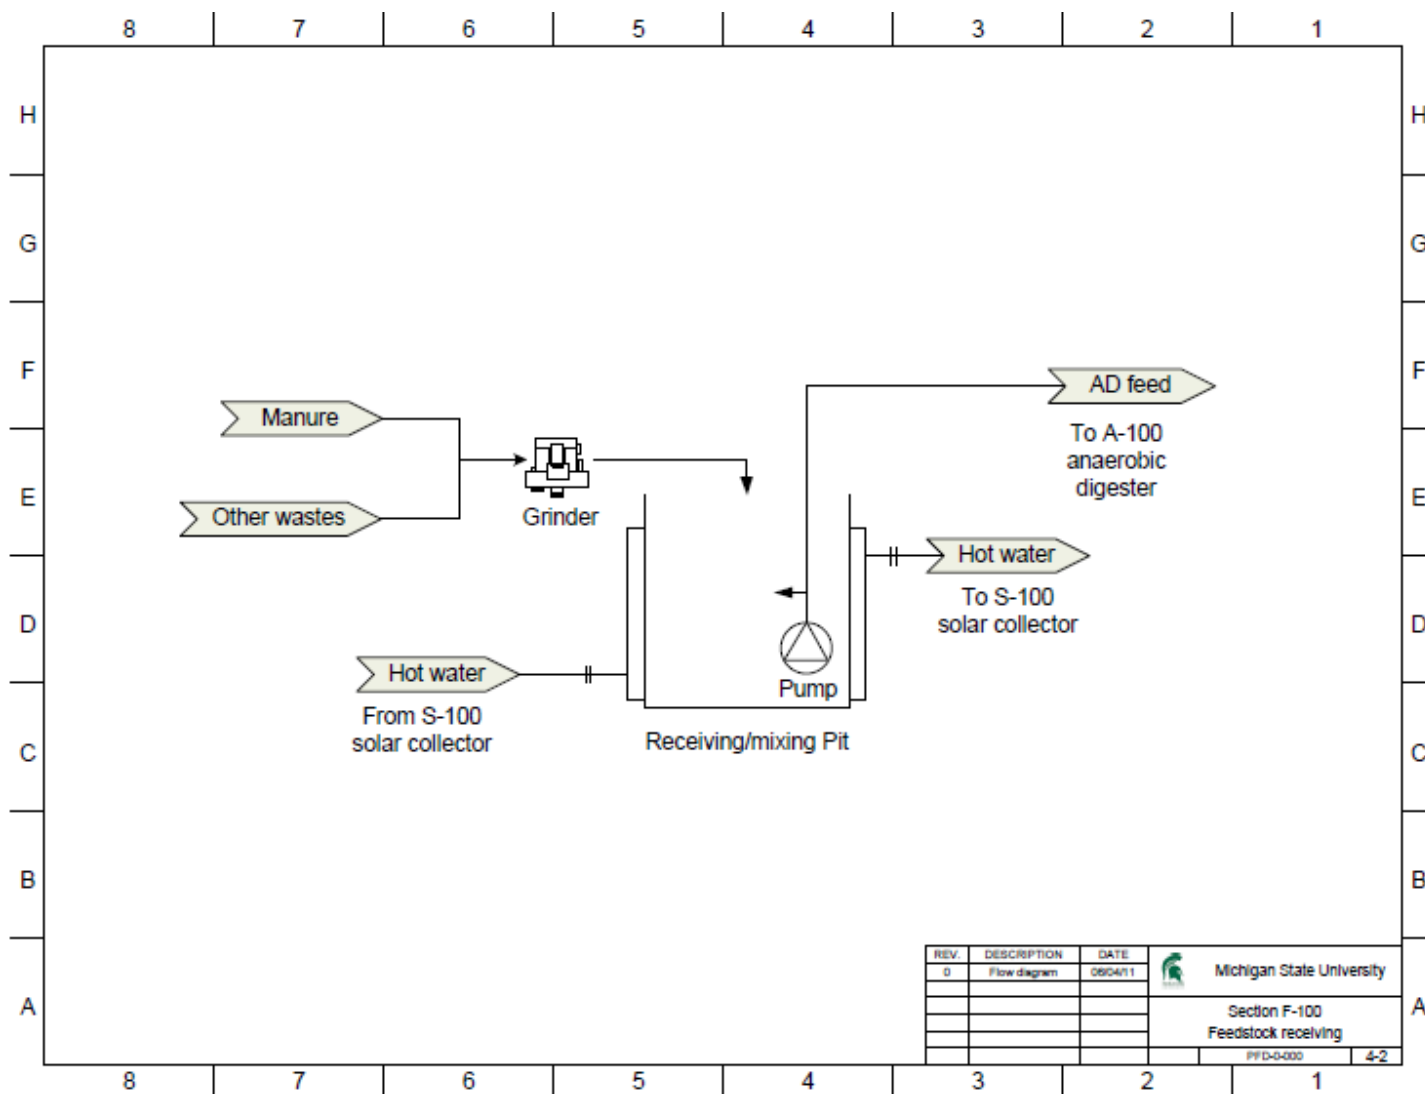 8 7 6 5 4 3 2 1
H H
G G
F F
AD feed
Manure
To A-100
anaerobic
digester
E E
Other wastes
Grinder
Hot water
To S-100
solar collector
D D
Hot water
Pump
From S-100
solar collector
Receiving/mixing Pit
C C
B B
REV. DESCRIPTION DATE
0 Flow diagram
Michigan State University
A A
Section F-100
Feedstock receiving
PFD-0-000 4-2
8 7 6 5 4 3 2 1